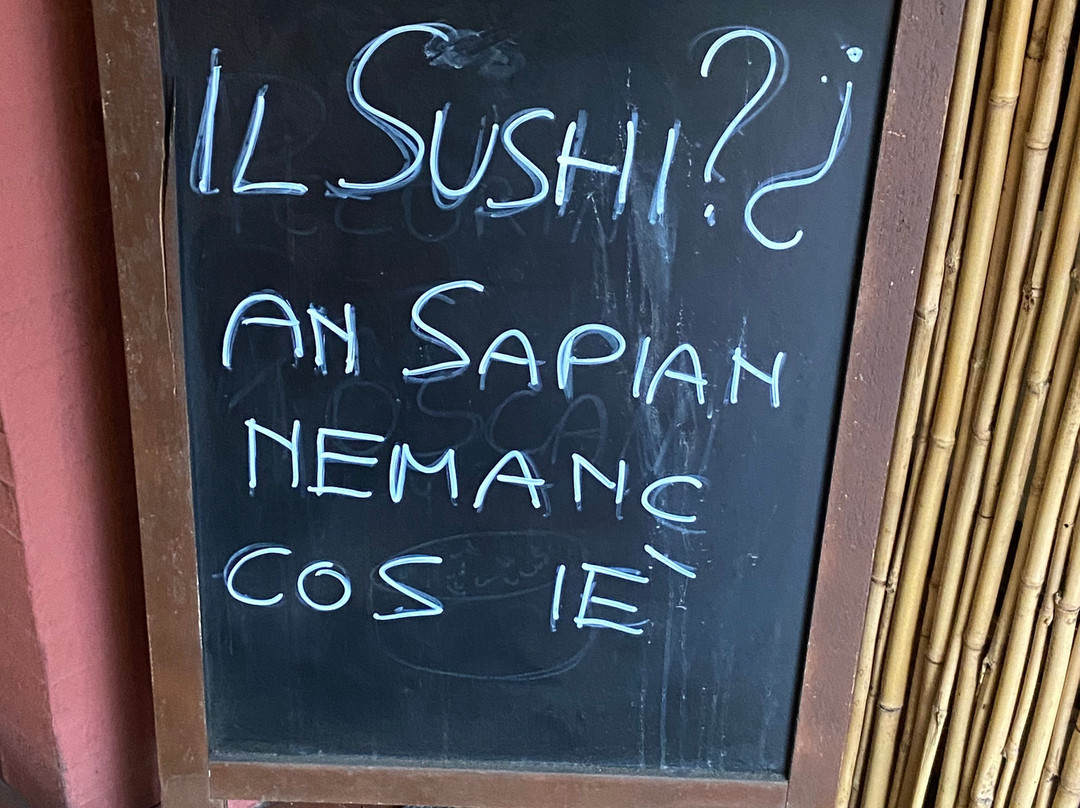 IL SUSHI?¿
AN SAPIAN
NEMANC
COS IE`